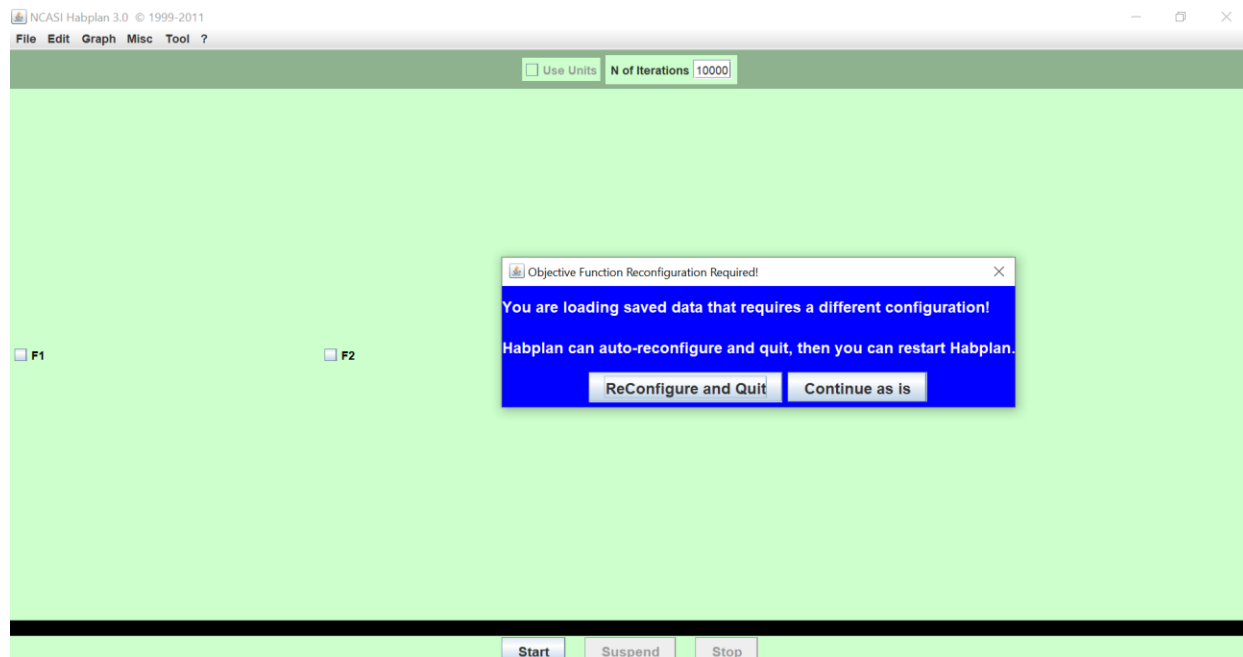 NCASI Habplan 3.0 © 1999-2011
File Edit Graph Misc Tool ?
Use Units N of Iterations 10000
Objective Function Reconfiguration Required!
You are loading saved data that requires a different configuration!
Habplan can auto-reconfigure and quit, then you can restart Habplan.
F1 F2
ReConfigure and Quit Continue as is
Start Suspend Stop